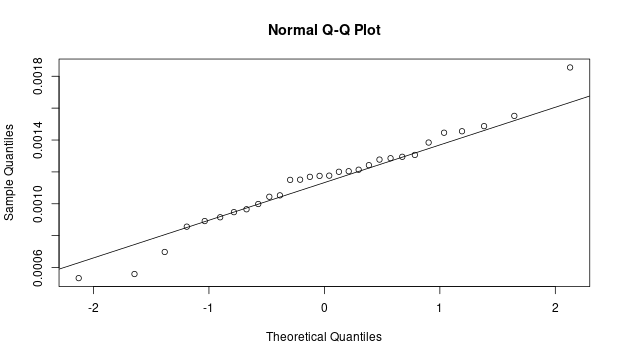 Normal Q-Q Plot
0.0018
0.0014
0.0010
0.0006
Sample Quantiles
-2 -1 0 1 2
Theoretical Quantiles